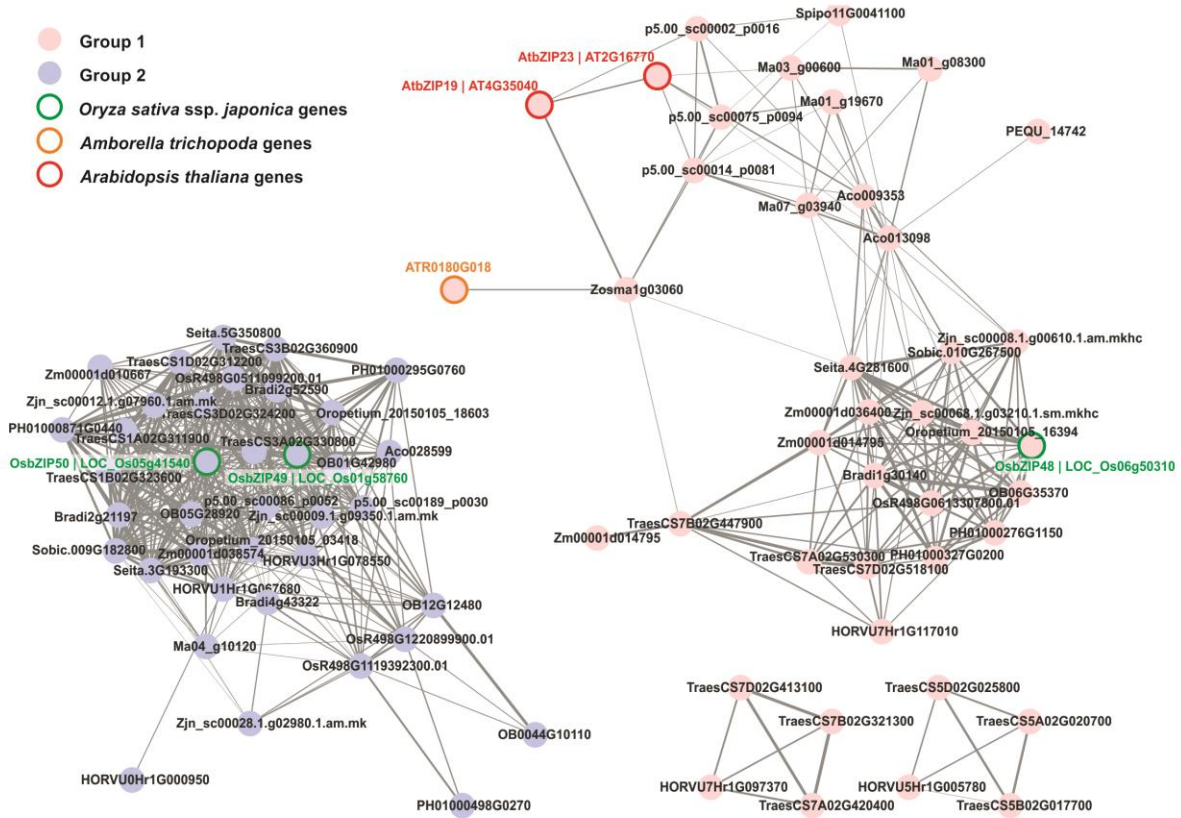 Group 1
Group 2
Oryza sativa ssp. japonica genes
Amborella trichopoda genes
Arabidopsis thaliana genes
Spipo11G0041100
p5.00_sc00002_p0016
AtbZIP23 | AT2G16770
Ma03_g00600
Ma01_g08300
AtbZIP19 | AT4G35040
Ma01_g19670
p5.00_sc00075_p0094
PEQU_14742
p5.00_sc00014_p0081
Aco009353
Ma07_g03940
Aco013098
ATR0180G018
Zosma1g03060
Seita.5G350800
TraesCS3B02G360900
TraesCS1D02G312200
Zm00001d010667
OsR498G0511099200.01
PH01000295G0760
Bradi2g52590
Zjn_sc00012.1.g07960.1.am.mk
TraesCS3D02G324200
Oropetium_20150105_18603
PH01000871G0440
TraesCS1A02G311900
TraesCS3A02G330800
Aco028599
OsbZIP50 | LOC_Os05g41540
OB01G42980
TraesCS1B02G323600
OsbZIP49 | LOC_Os01g58760
p5.00_sc00086_p0052
p5.00_sc00189_p0030
Bradi2g21197
OB05G28920
Zjn_sc00009.1.g09350.1.am.mk
Oropetium_20150105_03418
Sobic.009G182800
Zm00001d038574
HORVU3Hr1G078550
Seita.3G193300
HORVU1Hr1G067680
Bradi4g43322
OB12G12480
Ma04_g10120
OsR498G1220899900.01
OsR498G1119392300.01
Zjn_sc00028.1.g02980.1.am.mk
OB0044G10110
HORVU0Hr1G000950
PH01000498G0270
Zjn_sc00008.1.g00610.1.am.mkhc
Sobic.010G267500
Seita.4G281600
Zm00001d036400
Zjn_sc00068.1.g03210.1.sm.mkhc
Oropetium_20150105_16394
Zm00001d014795
OsbZIP48 | LOC_Os06g50310
Bradi1g30140
OB06G35370
OsR498G0613307800.01
TraesCS7B02G447900
PH01000276G1150
Zm00001d014795
TraesCS7A02G530300
PH01000327G0200
TraesCS7D02G518100
HORVU7Hr1G117010
TraesCS7D02G413100
TraesCS5D02G025800
TraesCS7B02G321300
TraesCS5A02G020700
HORVU7Hr1G097370
HORVU5Hr1G005780
TraesCS7A02G420400
TraesCS5B02G017700